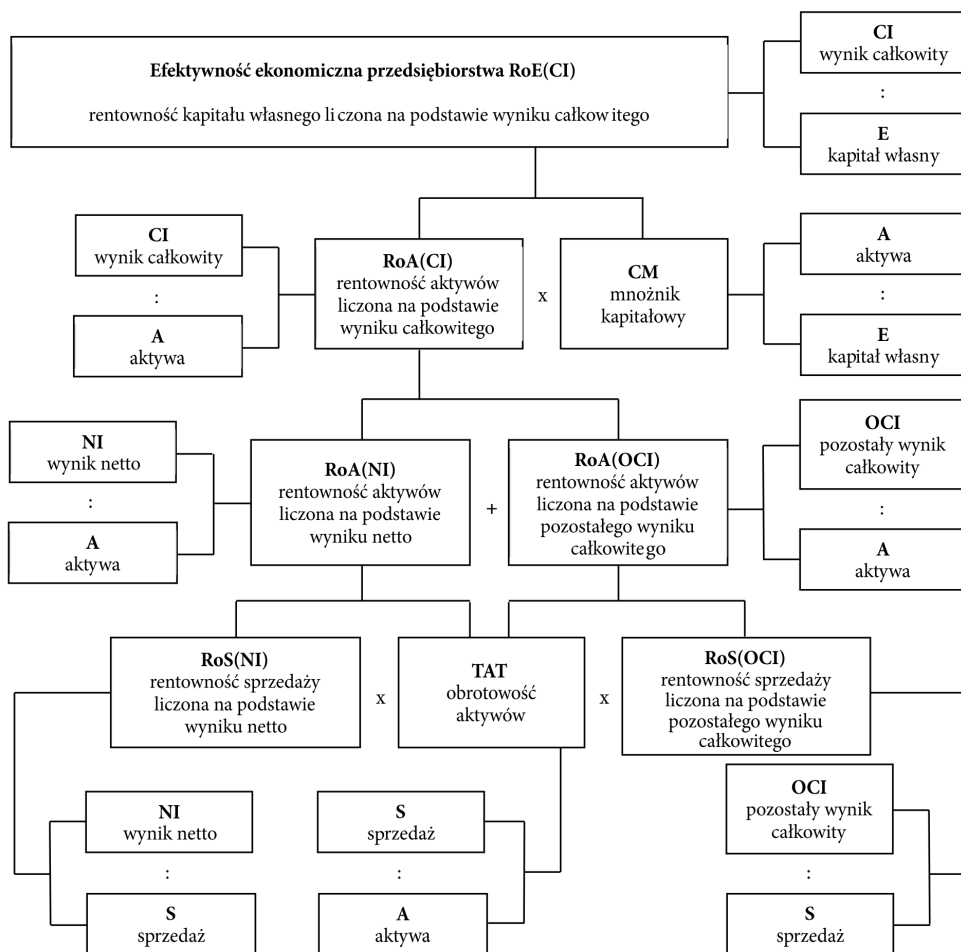 CI
wynik całkowity
:
E
kapitał własny
Efektywność ekonomiczna przedsiębiorstwa RoE(CI)
rentowność kapitału własnego liczona na podstawie wyniku całkowitego
CI
wynik całkowity
:
A
aktywa
RoA(CI)
rentowność aktywów
liczona na podstawie
wyniku całkowitego
x
CM
mnożnik
kapitałowy
A
aktywa
:
E
kapitał własny
NI
wynik netto
:
A
aktywa
RoA(NI)
rentowność aktywów
liczona na podstawie
wyniku netto
+
RoA(OCI)
rentowność aktywów
liczona na podstawie
pozostałego wyniku
całkowitego
OCI
pozostały wynik
całkowity
:
A
aktywa
RoS(NI)
rentowność sprzedaży
liczona na podstawie
wyniku netto
x
TAT
obrotowość
aktywów
x
RoS(OCI)
rentowność sprzedaży
liczona na podstawie
pozostałego wyniku
całkowitego
NI
wynik netto
:
S
sprzedaż
S
sprzedaż
:
A
aktywa
OCI
pozostały wynik
całkowity
:
S
sprzedaż